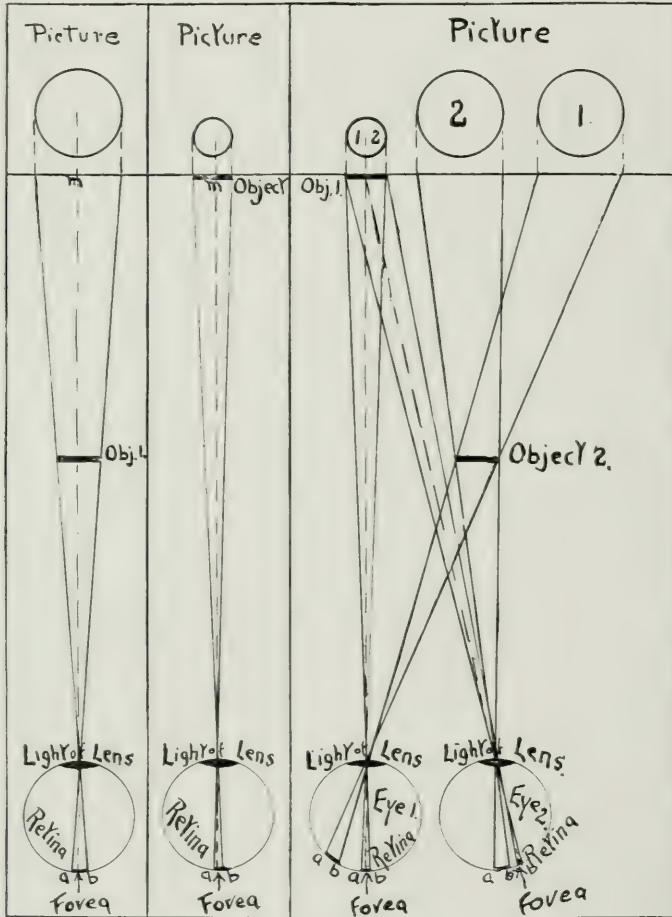 Picture
Picture
Picture
1 2
2
1.
m
m Object
Obj.1.
Obj.1.
Object 2.
Light of Lens
Light of Lens
Light of Lens
Light of Lens.
Retina
Retina
Eye 1.
Retina
Eye 2.
Retina
a b
a b
a b
a b
a b
Fovea
Fovea
Fovea
Fovea